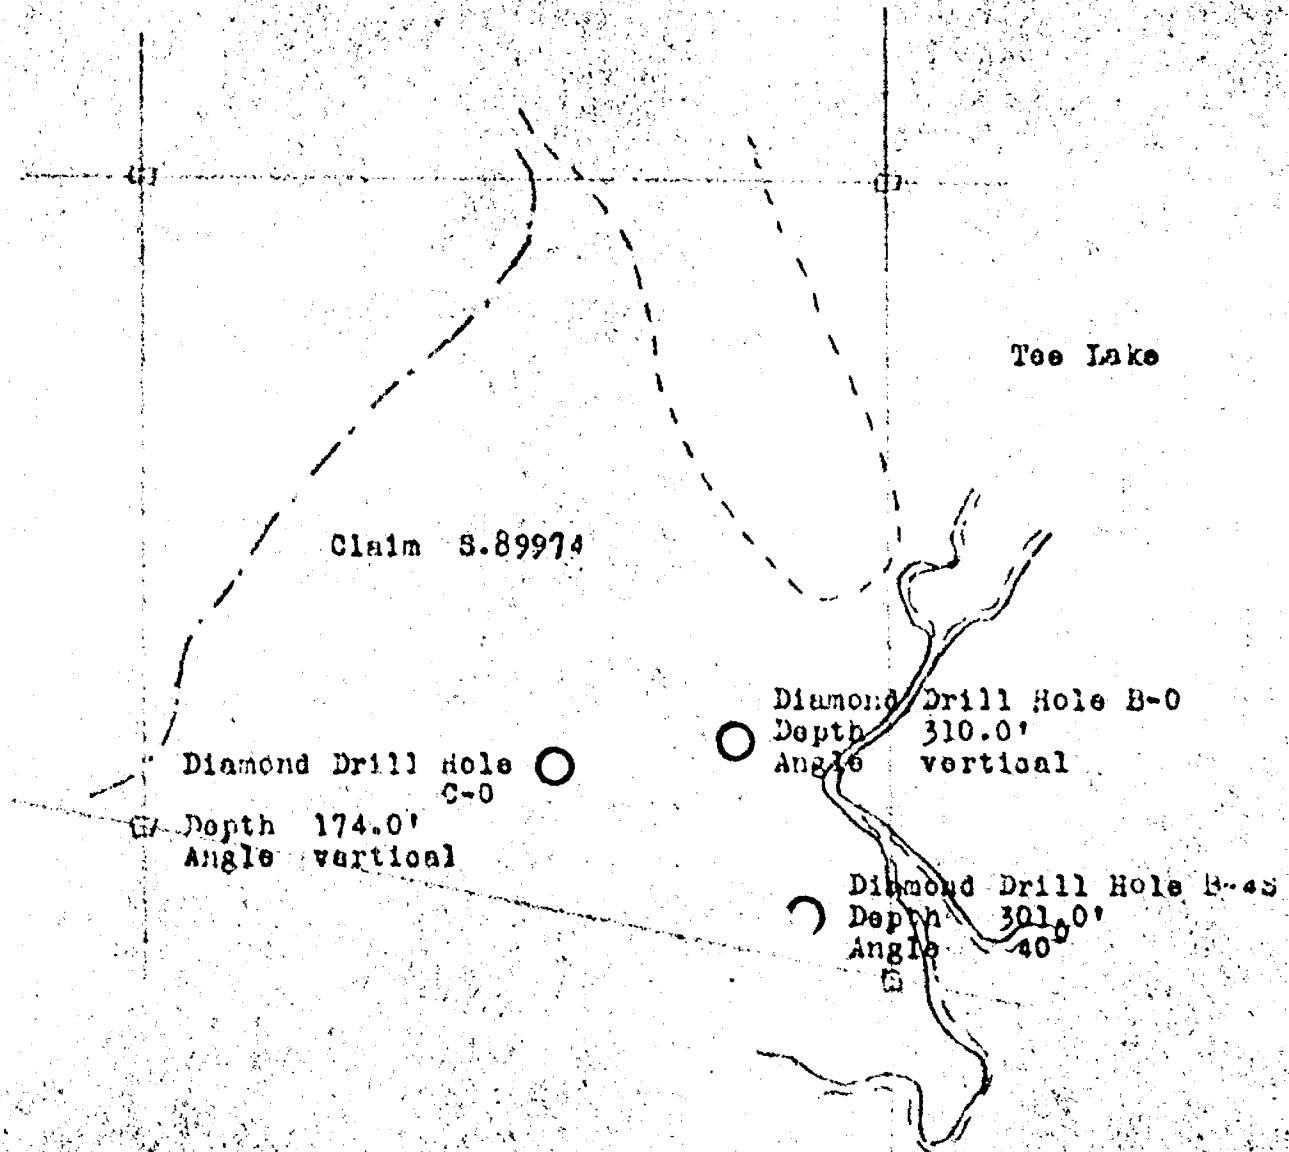 Tee Lake
Claim S.89974
Diamond Drill Hole B-0
Depth 310.0'
Angle vertical
Diamond Drill Hole
C-0
Depth 174.0'
Angle vertical
Diamond Drill Hole B-4S
Depth 301.0'
Angle 40°